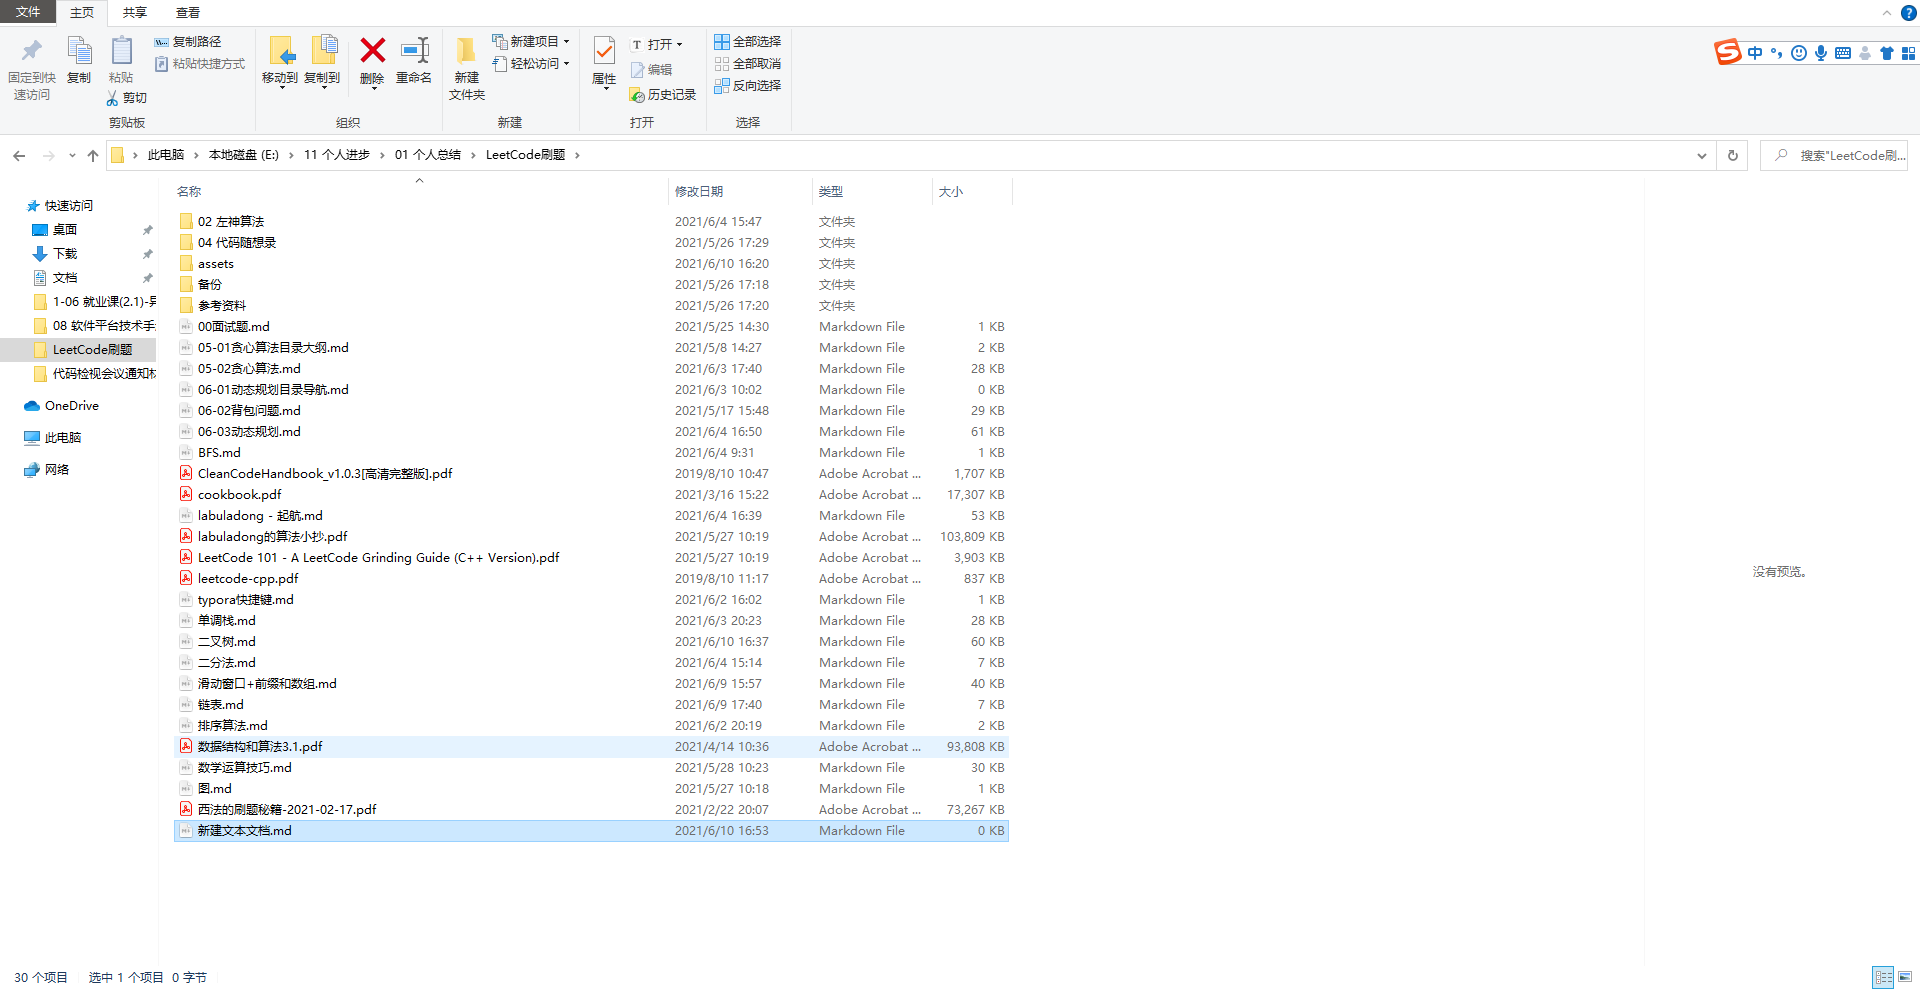 文件 主页 共享 查看
固定到快速访问 复制 粘贴 复制路径 粘贴快捷方式 剪切
移动到 复制到 删除 重命名
新建文件夹 新建项目 轻松访问
属性 打开 编辑 历史记录
全部选择 全部取消 反向选择
剪贴板 组织 新建 打开 选择
中
此电脑 本地磁盘 (E:) 11 个人进步 01 个人总结 LeetCode刷题
搜索"LeetCode刷...
快速访问
桌面
下载
文档
1-06 就业课(2.1)-
08 软件平台技术手
LeetCode刷题
代码检视会议通知
OneDrive
此电脑
网络
名称 修改日期 类型 大小
02 左神算法 2021/6/4 15:47 文件夹
04 代码随想录 2021/5/26 17:29 文件夹
assets 2021/6/10 16:20 文件夹
备份 2021/5/26 17:18 文件夹
参考资料 2021/5/26 17:20 文件夹
00面试题.md 2021/5/25 14:30 Markdown File 1 KB
05-01贪心算法目录大纲.md 2021/5/8 14:27 Markdown File 2 KB
05-02贪心算法.md 2021/6/3 17:40 Markdown File 28 KB
06-01动态规划目录导航.md 2021/6/3 10:02 Markdown File 0 KB
06-02背包问题.md 2021/5/17 15:48 Markdown File 29 KB
06-03动态规划.md 2021/6/4 16:50 Markdown File 61 KB
BFS.md 2021/6/4 9:31 Markdown File 1 KB
CleanCodeHandbook_v1.0.3[高清完整版].pdf 2019/8/10 10:47 Adobe Acrobat ... 1,707 KB
cookbook.pdf 2021/3/16 15:22 Adobe Acrobat ... 17,307 KB
labuladong - 起航.md 2021/6/4 16:39 Markdown File 53 KB
labuladong的算法小抄.pdf 2021/5/27 10:19 Adobe Acrobat ... 103,809 KB
LeetCode 101 - A LeetCode Grinding Guide (C++ Version).pdf 2021/5/27 10:19 Adobe Acrobat ... 3,903 KB
leetcode-cpp.pdf 2019/8/10 11:17 Adobe Acrobat ... 837 KB
typora快捷键.md 2021/6/2 16:02 Markdown File 1 KB
单调栈.md 2021/6/3 20:23 Markdown File 28 KB
二叉树.md 2021/6/10 16:37 Markdown File 60 KB
二分法.md 2021/6/4 15:14 Markdown File 7 KB
滑动窗口+前缀和数组.md 2021/6/9 15:57 Markdown File 40 KB
链表.md 2021/6/9 17:40 Markdown File 7 KB
排序算法.md 2021/6/2 20:19 Markdown File 2 KB
数据结构和算法3.1.pdf 2021/4/14 10:36 Adobe Acrobat ... 93,808 KB
数学运算技巧.md 2021/5/28 10:23 Markdown File 30 KB
图.md 2021/5/27 10:18 Markdown File 1 KB
西法的刷题秘籍-2021-02-17.pdf 2021/2/22 20:07 Adobe Acrobat ... 73,267 KB
新建文本文档.md 2021/6/10 16:53 Markdown File 0 KB
没有预览。
30 个项目 选中 1 个项目 0 字节